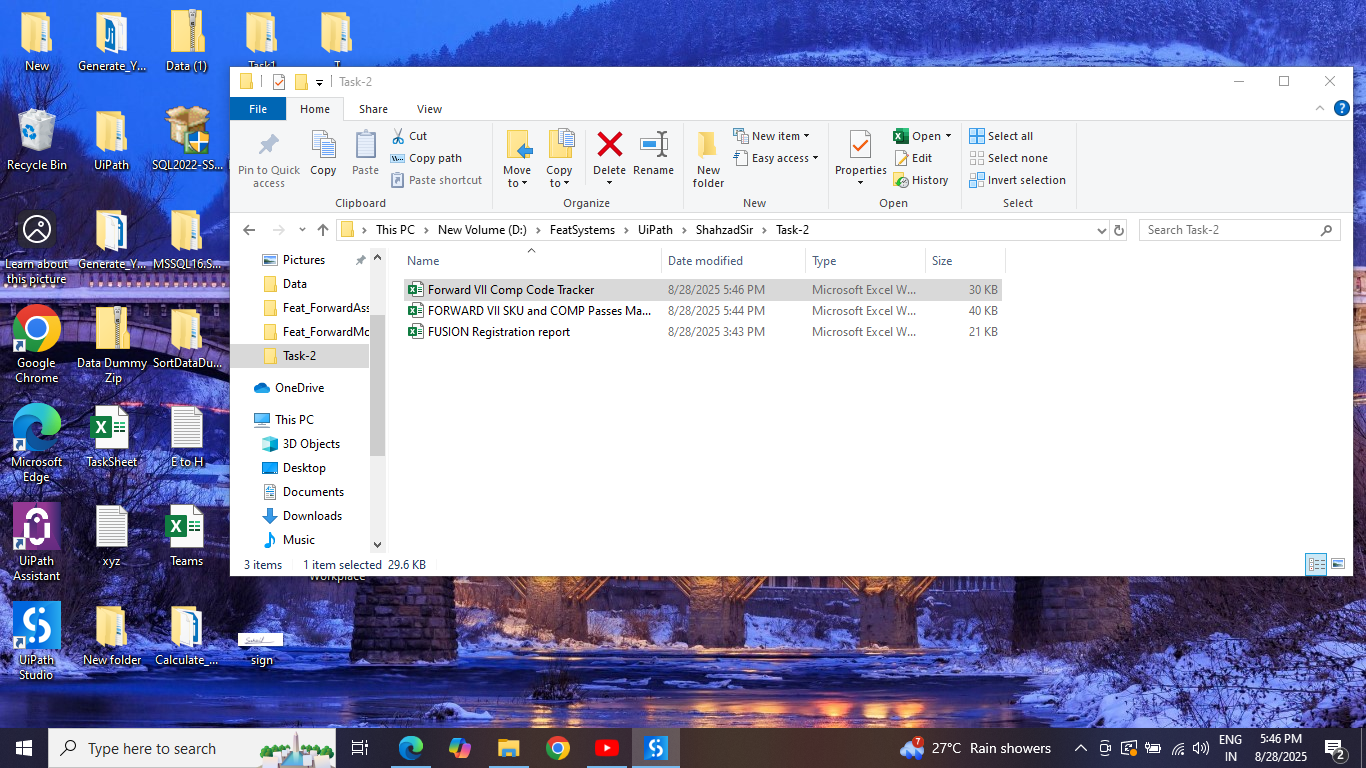 New
Generate_Y...
Data (1)
Task1
T
Task-2
File
Home
Share
View
Pin to Quick access
Copy
Paste
Cut
Copy path
Paste shortcut
Clipboard
Move to
Copy to
Delete
Rename
Organize
New folder
New item
Easy access
New
Properties
Open
Edit
History
Open
Select all
Select none
Invert selection
Select
This PC
New Volume (D:)
FeatSystems
UiPath
ShahzadSir
Task-2
Search Task-2
Recycle Bin
UiPath
SQL2022-SS...
Learn about this picture
Generate_Y...
MSSQL16.S...
Google Chrome
Data Dummy Zip
SortDataDu...
Microsoft Edge
TaskSheet
E to H
UiPath Assistant
xyz
Teams
UiPath Studio
New folder
Calculate_...
sign
Pictures
Data
Feat_ForwardAss
Feat_ForwardMo
Task-2
OneDrive
This PC
3D Objects
Desktop
Documents
Downloads
Music
Name Date modified Type Size
Forward VII Comp Code Tracker 8/28/2025 5:46 PM Microsoft Excel W... 30 KB
FORWARD VII SKU and COMP Passes Ma... 8/28/2025 5:44 PM Microsoft Excel W... 40 KB
FUSION Registration report 8/28/2025 3:43 PM Microsoft Excel W... 21 KB
3 items 1 item selected 29.6 KB
Workplace
Type here to search
7
27°C Rain showers
ENG
IN
5:46 PM
8/28/2025
2